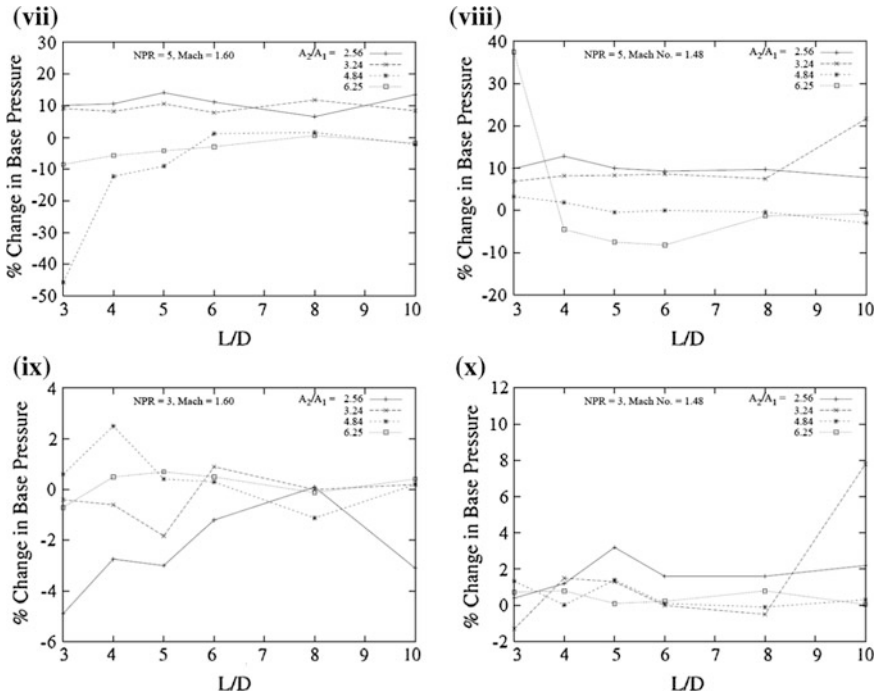 (vii)
% Change in Base Pressure
30
20
10
0
-10
-20
-30
-40
-50
NPR = 5, Mach = 1.60
A2/A1 = 2.56
3.24
4.84
6.25
3 4 5 6 7 8 9 10
L/D
(viii)
% Change in Base Pressure
40
30
20
10
0
-10
-20
NPR = 5, Mach No. = 1.48
A2/A1 = 2.56
3.24
4.84
6.25
3 4 5 6 7 8 9 10
L/D
(ix)
% Change in Base Pressure
4
2
0
-2
-4
-6
NPR = 3, Mach = 1.60
A2/A1 = 2.56
3.24
4.84
6.25
3 4 5 6 7 8 9 10
L/D
(x)
% Change in Base Pressure
12
10
8
6
4
2
0
-2
NPR = 3, Mach No. = 1.48
A2/A1 = 2.56
3.24
4.84
6.25
3 4 5 6 7 8 9 10
L/D